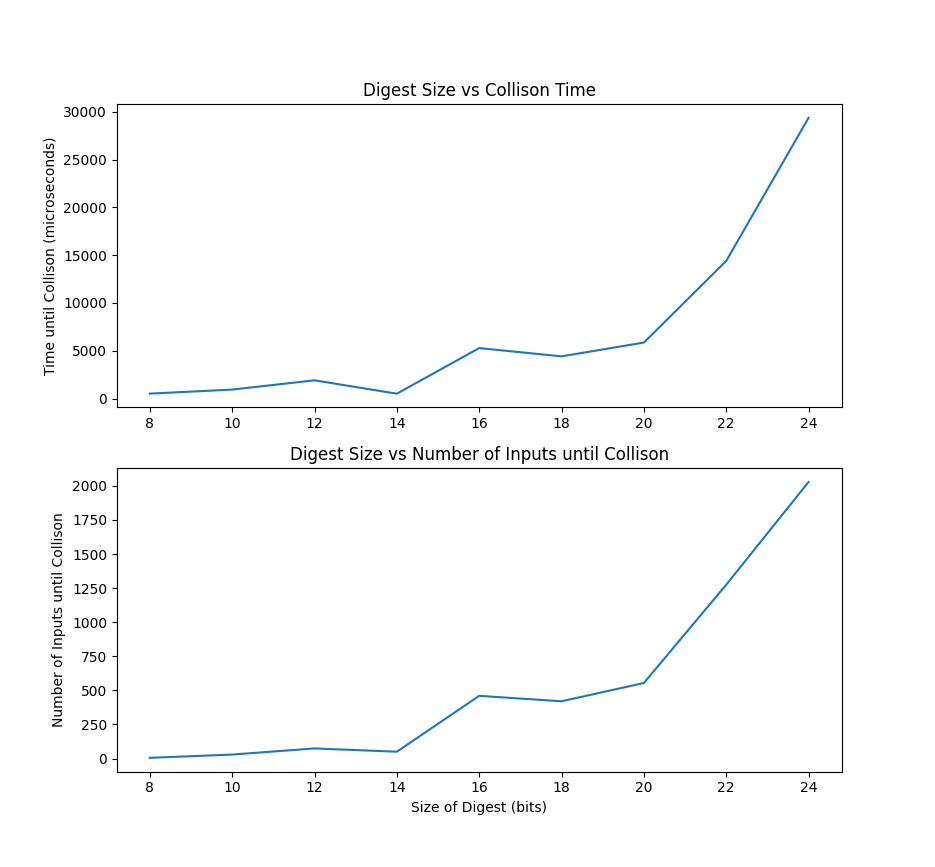 Digest Size vs Collison Time
Time until Collison (microseconds)
30000
25000
20000
15000
10000
5000
0
8 10 12 14 16 18 20 22 24
Digest Size vs Number of Inputs until Collison
Number of Inputs until Collison
2000
1750
1500
1250
1000
750
500
250
0
8 10 12 14 16 18 20 22 24
Size of Digest (bits)